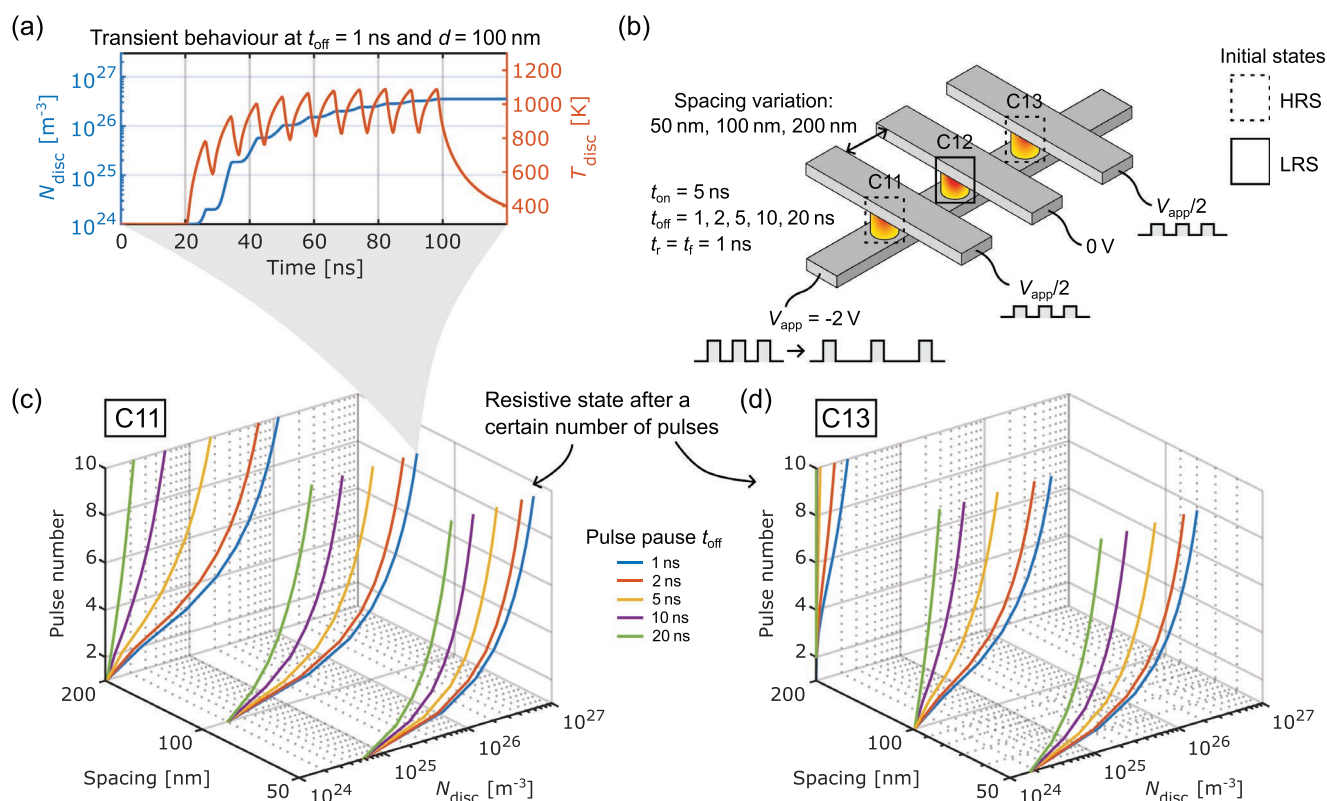 (a)
Transient behaviour at t_off = 1 ns and d = 100 nm
10^27
10^26
10^25
10^24
N_disc [m^-3]
1200
1000
800
600
400
T_disc [K]
0 20 40 60 80 100
Time [ns]
(b)
Spacing variation:
50 nm, 100 nm, 200 nm
t_on = 5 ns
t_off = 1, 2, 5, 10, 20 ns
t_r = t_f = 1 ns
C11
C12
C13
V_app/2
0 V
V_app/2
V_app = -2 V
Initial states
HRS
LRS
(c)
C11
Pulse number
10
8
6
4
2
200
100
50
Spacing [nm]
10^24
10^25
10^26
10^27
N_disc [m^-3]
Resistive state after a
certain number of pulses
Pulse pause t_off
1 ns
2 ns
5 ns
10 ns
20 ns
(d)
C13
Pulse number
10
8
6
4
2
200
100
50
Spacing [nm]
10^24
10^25
10^26
10^27
N_disc [m^-3]